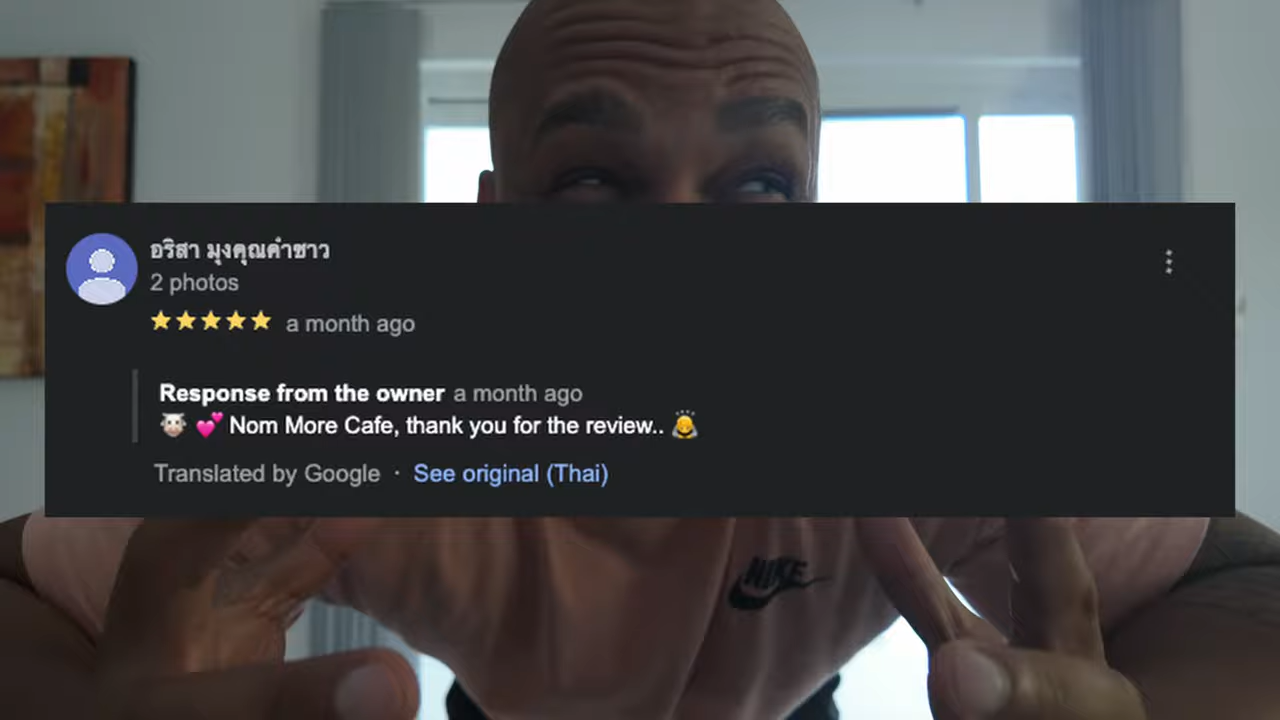 อริสา มุงคุณคำซาว
2 photos
a month ago
Response from the owner a month ago
🐮 💕 Nom More Cafe, thank you for the review.. 🙇
Translated by Google · See original (Thai)
NIKE